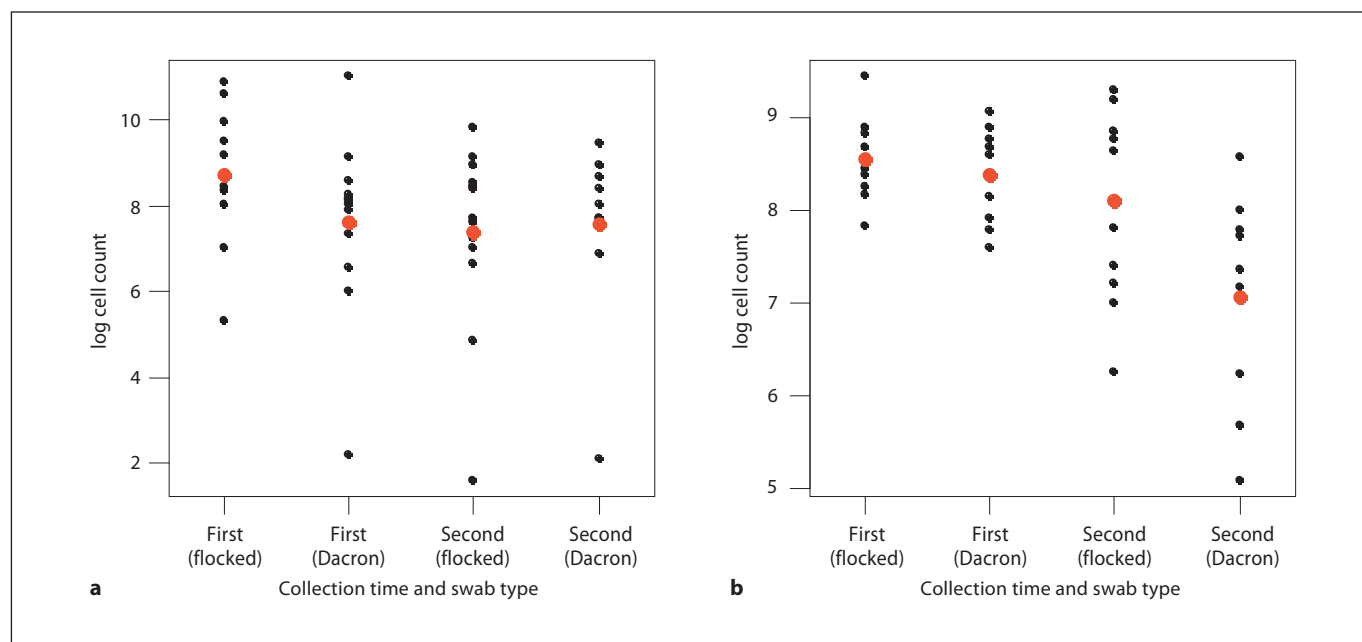 10
8
6
4
2
log cell count
First
(flocked)
First
(Dacron)
Second
(flocked)
Second
(Dacron)
a
Collection time and swab type
9
8
7
6
5
log cell count
First
(flocked)
First
(Dacron)
Second
(flocked)
Second
(Dacron)
b
Collection time and swab type